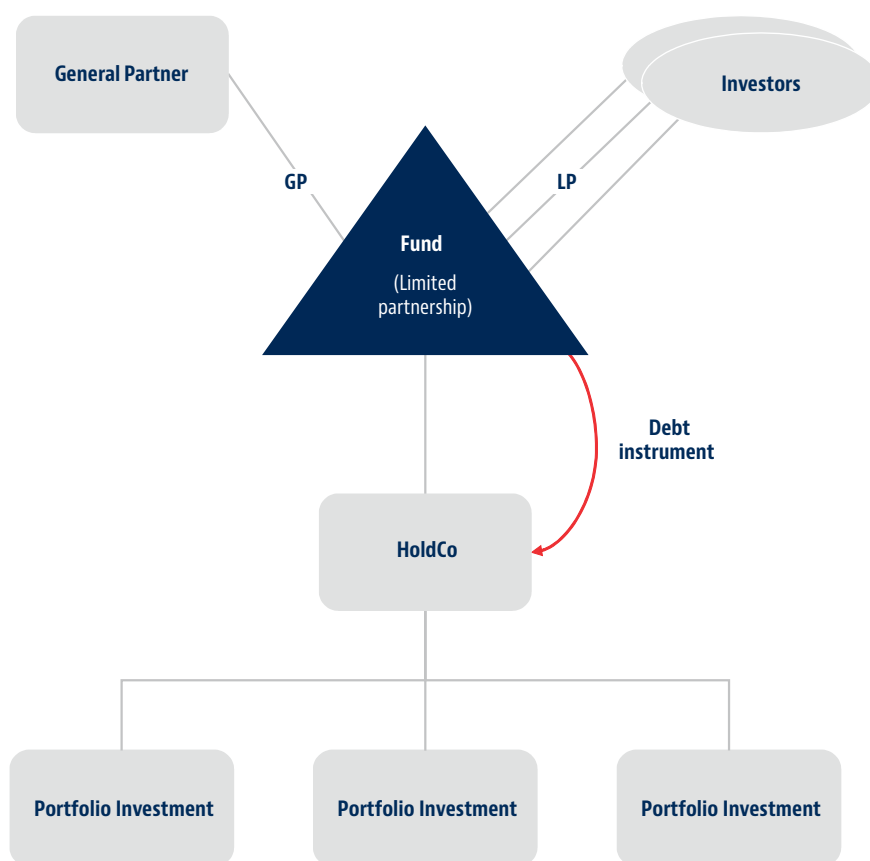 General Partner
Investors
GP
LP
Fund
(Limited
partnership)
Debt
instrument
HoldCo
Portfolio Investment
Portfolio Investment
Portfolio Investment